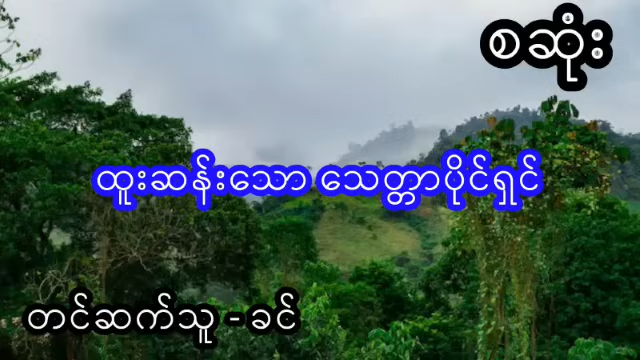 စဆုံး
ထူးဆန်းသော သေတ္တာပိုင်ရှင်
တင်ဆက်သူ - ခင်